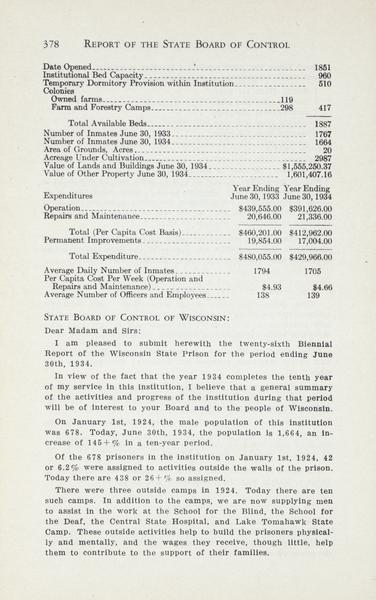 378 REPORT OF THE STATE BOARD OF CONTROL
Date Opened 1851
Institutional Bed Capacity 960
Temporary Dormitory Provision within Institution 510
Colonies
Owned farms 119
Farm and Forestry Camps 298 417
Total Available Beds 1887
Number of Inmates June 30, 1933 1767
Number of Inmates June 30, 1934 1664
Area of Grounds, Acres 20
Acreage Under Cultivation 2987
Value of Lands and Buildings June 30, 1934 $1,555,250.37
Value of Other Property June 30, 1934 1,601,407.16
Year Ending Year Ending
Expenditures June 30, 1933 June 30, 1934
Operation $439,555.00 $391,626.00
Repairs and Maintenance 20,646.00 21,336.00
Total (Per Capita Cost Basis) $460,201.00 $412,962.00
Permanent Improvements 19,854.00 17,004.00
Total Expenditure $480,055.00 $429,966.00
Average Daily Number of Inmates 1794 1705
Per Capita Cost Per Week (Operation and
Repairs and Maintenance) $4.93 $4.66
Average Number of Officers and Employees 138 139
STATE BOARD OF CONTROL OF WISCONSIN:
Dear Madam and Sirs:
I am pleased to submit herewith the twenty-sixth Biennial
Report of the Wisconsin State Prison for the period ending June
30th, 1934.
In view of the fact that the year 1934 completes the tenth year
of my service in this institution, I believe that a general summary
of the activities and progress of the institution during that period
will be of interest to your Board and to the people of Wisconsin.
On January 1st, 1924, the male population of this institution
was 678. Today, June 30th, 1934, the population is 1,664, an in-
crease of 145+% in a ten-year period.
Of the 678 prisoners in the institution on January 1st, 1924, 42
or 6.2% were assigned to activities outside the walls of the prison.
Today there are 438 or 26+% so assigned.
There were three outside camps in 1924. Today there are ten
such camps. In addition to the camps, we are now supplying men
to assist in the work at the School for the Blind, the School for
the Deaf, the Central State Hospital, and Lake Tomahawk State
Camp. These outside activities help to build the prisoners physical-
ly and mentally, and the wages they receive, though little, help
them to contribute to the support of their families.